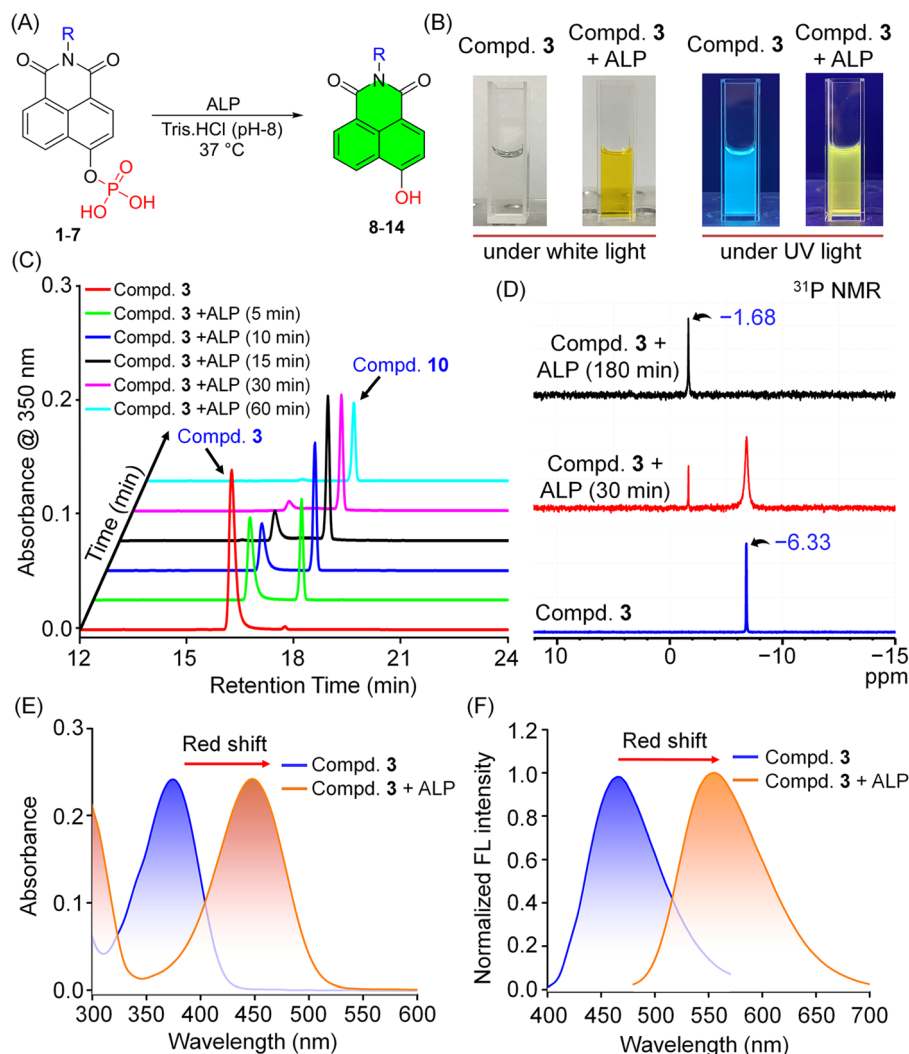 (A)
R
O
N
O
O
O
P
HO
OH
1-7
ALP
Tris.HCl (pH-8)
37 °C
R
O
N
O
OH
8-14
(B)
Compd. 3
Compd. 3
+ ALP
Compd. 3
Compd. 3
+ ALP
under white light
under UV light
(C)
Absorbance @ 350 nm
0.3
0.2
0.1
0.0
Compd. 3
Compd. 3 +ALP (5 min)
Compd. 3 +ALP (10 min)
Compd. 3 +ALP (15 min)
Compd. 3 +ALP (30 min)
Compd. 3 +ALP (60 min)
Compd. 10
Compd. 3
Time (min)
12 15 18 21 24
Retention Time (min)
(D)
³¹P NMR
−1.68
Compd. 3 +
ALP (180 min)
Compd. 3 +
ALP (30 min)
−6.33
Compd. 3
10 0 −10 −15
ppm
(E)
Absorbance
0.3
0.2
0.1
0.0
Red shift
Compd. 3
Compd. 3 + ALP
300 350 400 450 500 550 600
Wavelength (nm)
(F)
Normalized FL intensity
1.2
1.0
0.8
0.6
0.4
0.2
0.0
Red shift
Compd. 3
Compd. 3 + ALP
400 450 500 550 600 650 700
Wavelength (nm)